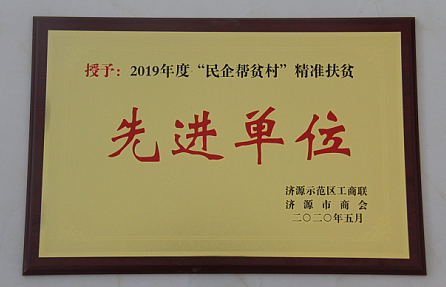 授予：2019年度“民企帮贫村”精准扶贫
先进单位
济源示范区工商联
济源市商会
二〇二〇年五月